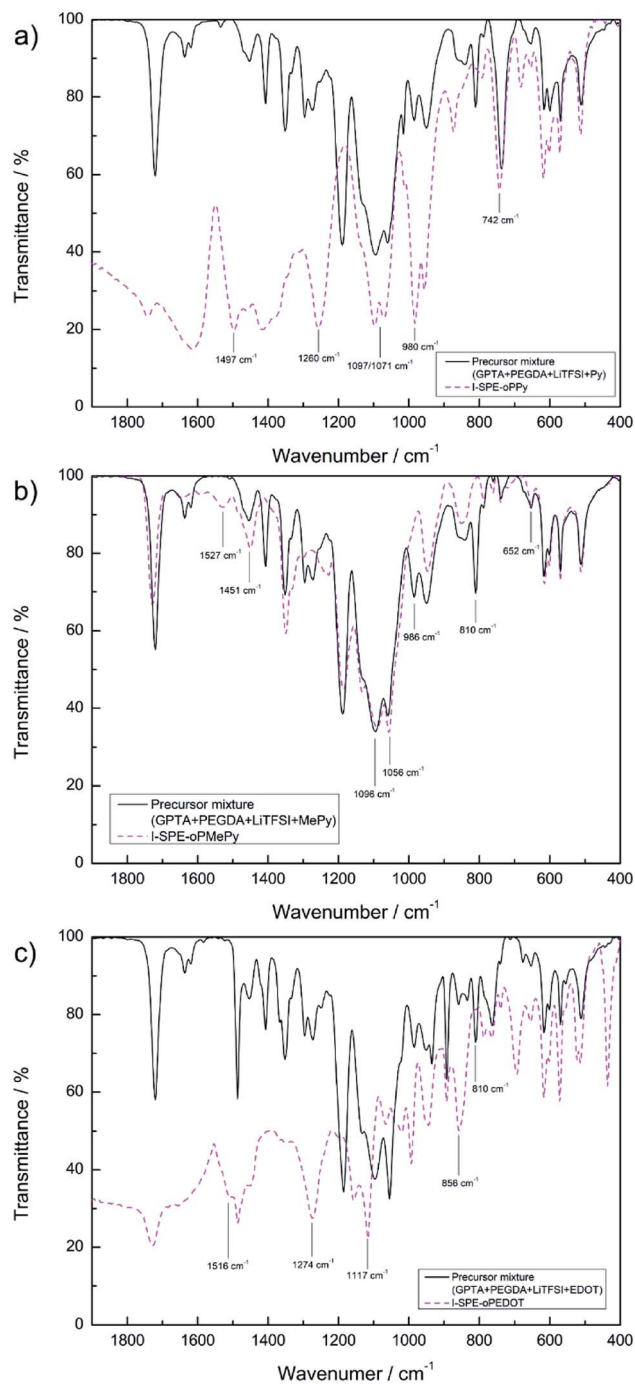 a)
100
80
60
40
20
0
Transmittance / %
1800 1600 1400 1200 1000 800 600 400
Wavenumber / cm-1
1497 cm-1
1260 cm-1
1097/1071 cm-1
980 cm-1
742 cm-1
Precursor mixture
(GPTA+PEGDA+LiTFSI+Py)
I-SPE-oPPy
b)
100
80
60
40
20
0
Transmittance / %
1800 1600 1400 1200 1000 800 600 400
Wavenumber / cm-1
1527 cm-1
1451 cm-1
1096 cm-1
1056 cm-1
986 cm-1
810 cm-1
652 cm-1
Precursor mixture
(GPTA+PEGDA+LiTFSI+MePy)
I-SPE-oPMePy
c)
100
80
60
40
20
0
Transmittance / %
1800 1600 1400 1200 1000 800 600 400
Wavenumer/ cm-1
1516 cm-1
1274 cm-1
1117 cm-1
856 cm-1
810 cm-1
Precursor mixture
(GPTA+PEGDA+LiTFSI+EDOT)
I-SPE-oPEDOT